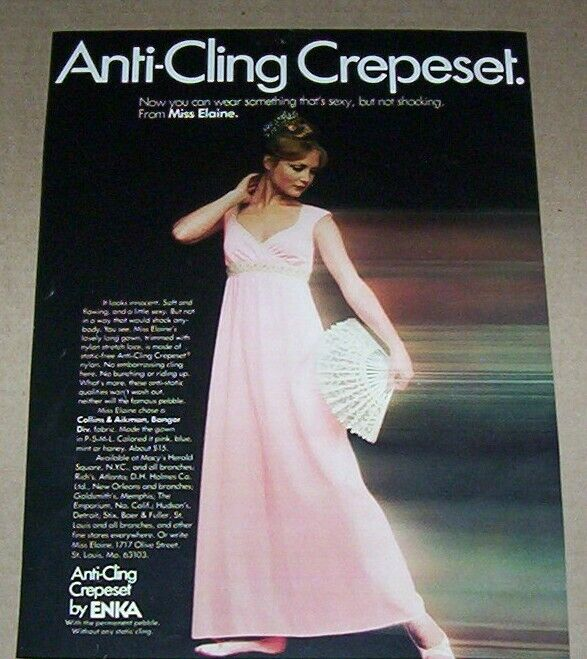 Anti-Cling Crepeset.
Now you can wear something that's sexy, but not shocking.
From Miss Elaine.
It looks innocent. Soft and
flowing, and a little sexy. But not
in a way that would shock any-
body. You see, Miss Elaine's
lovely long gown, trimmed with
nylon stretch lace, is made of
static-free Anti-Cling Crepeset®
nylon. No embarrassing cling
here. No bunching or riding up.
What's more, these anti-static
qualities won't wash out,
neither will the famous pebble.
Miss Elaine chose a
Collins & Aikman, Bangor
Div. fabric. Made the gown
in P-S-M-L. Colored it pink, blue,
mint or honey. About $15.
Available at Macy's Herald
Square, N.Y.C., and all branches;
Rich's, Atlanta; D.H. Holmes Co.
Ltd., New Orleans and branches;
Goldsmith's, Memphis; The
Emporium, No. Calif.; Hudson's,
Detroit; Stix, Baer & Fuller, St.
Louis and all branches, and other
fine stores everywhere. Or write
Miss Elaine, 1717 Olive Street,
St. Louis, Mo. 63103.
Anti-Cling
Crepeset
by ENKA
With the permanent pebble.
Without any static cling.